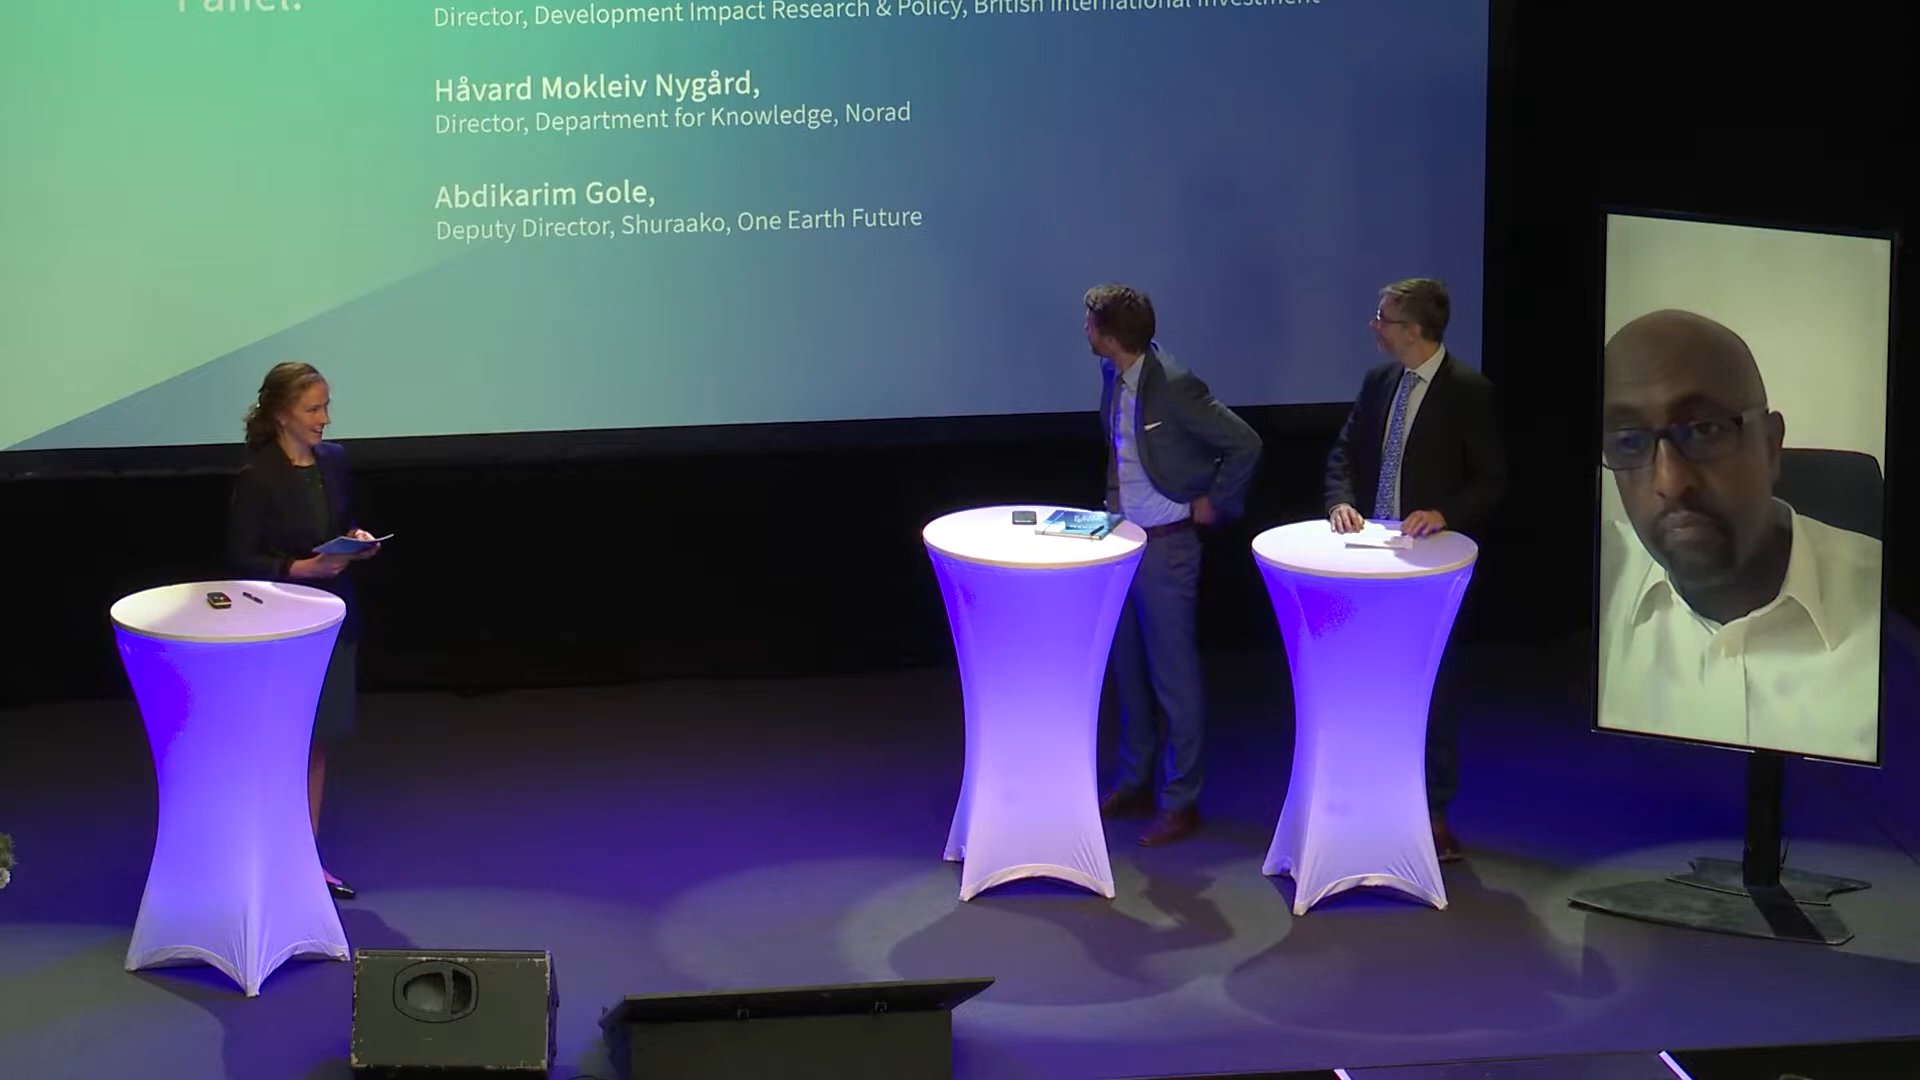 Panel:
Director, Development Impact Research & Policy, British International Investment
Håvard Mokleiv Nygård,
Director, Department for Knowledge, Norad
Abdikarim Gole,
Deputy Director, Shuraako, One Earth Future